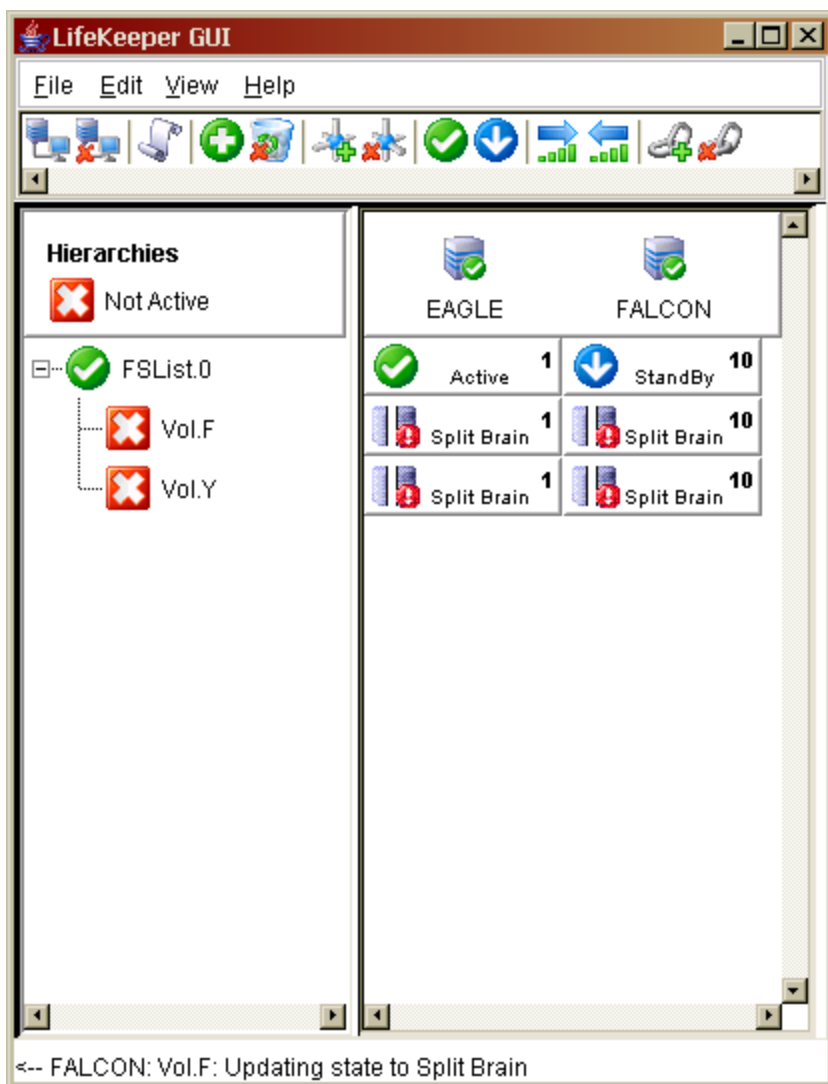 LifeKeeper GUI
File Edit View Help
Hierarchies
Not Active
EAGLE FALCON
FSList.0 Active 1 StandBy 10
Vol.F Split Brain 1 Split Brain 10
Vol.Y Split Brain 1 Split Brain 10
<-- FALCON: Vol.F: Updating state to Split Brain